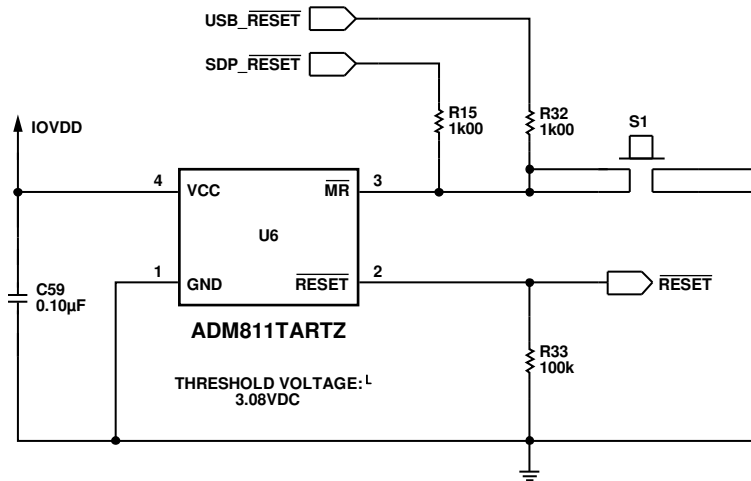 USB_RESET
SDP_RESET
IOVDD
R15
1k00
R32
1k00
S1
4
VCC
MR
3
U6
1
GND
RESET
2
RESET
C59
0.10µF
ADM811TARTZ
R33
100k
THRESHOLD VOLTAGE: L
3.08VDC